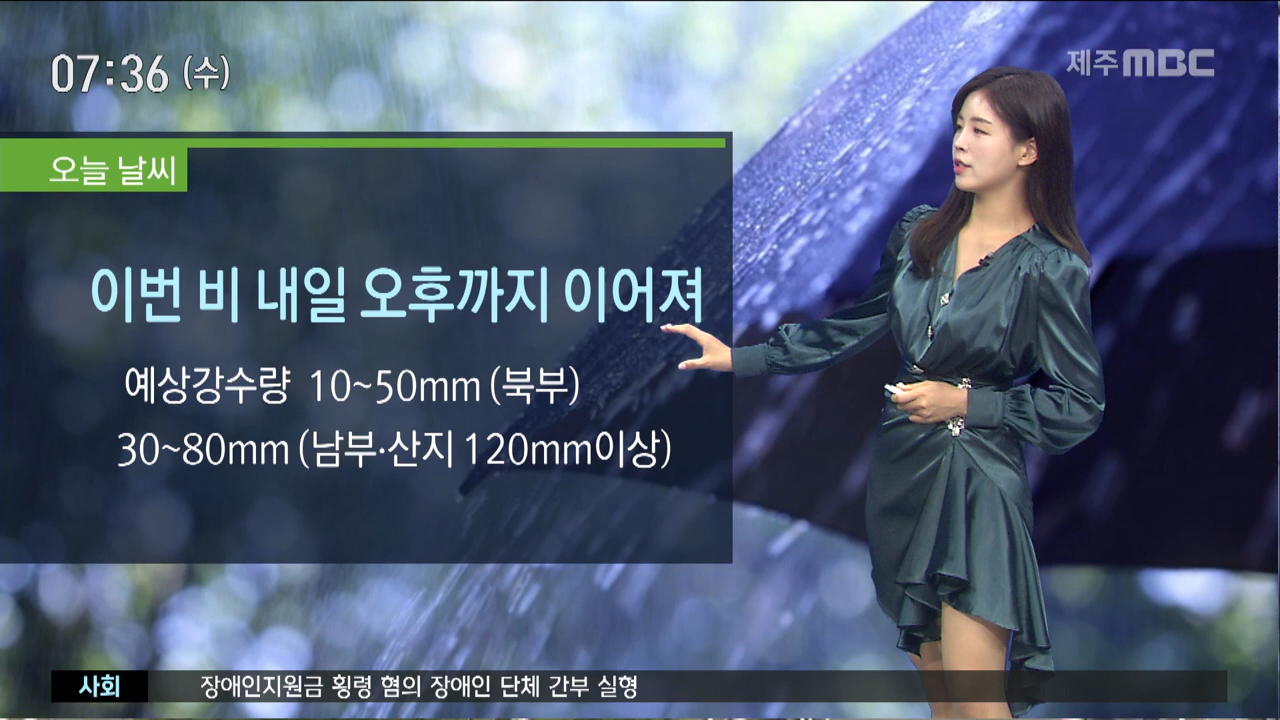 07:36 (수)
제주MBC
오늘 날씨
이번 비 내일 오후까지 이어져
예상강수량 10~50mm (북부)
30~80mm (남부·산지 120mm이상)
사회 장애인지원금 횡령 혐의 장애인 단체 간부 실형